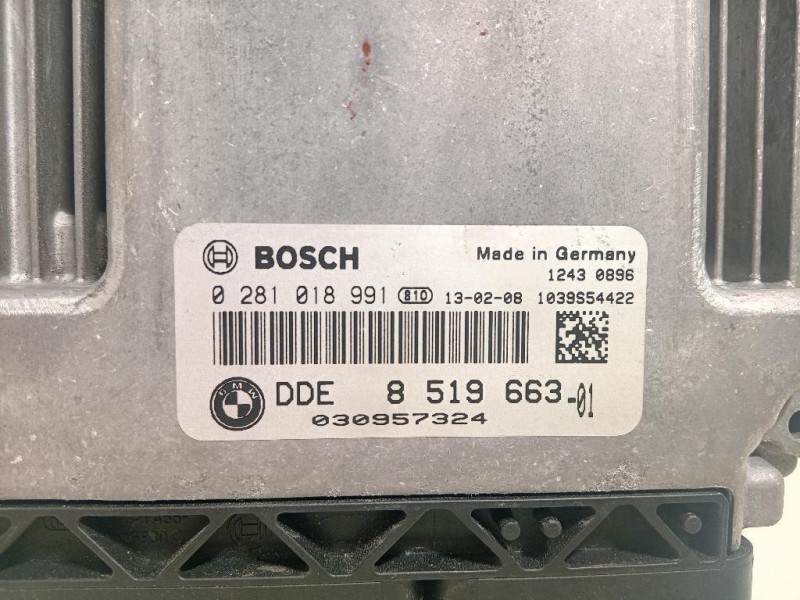 BOSCH
Made in Germany
1243 0896
0 281 018 991 810 13-02-08 1039S54422
BMW DDE 8 519 663-01
030957324